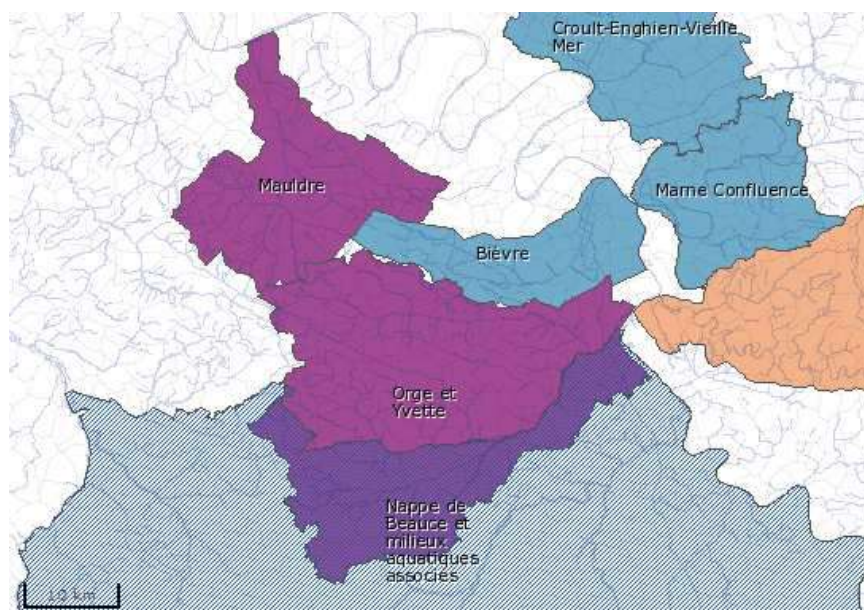 Croult-Enghien-Vieille
Mer
Mauldre
Marne Confluence
Bièvre
Orge et
Yvette
Nappe de
Beauce et
milieux
aquatiques
associés
10 km